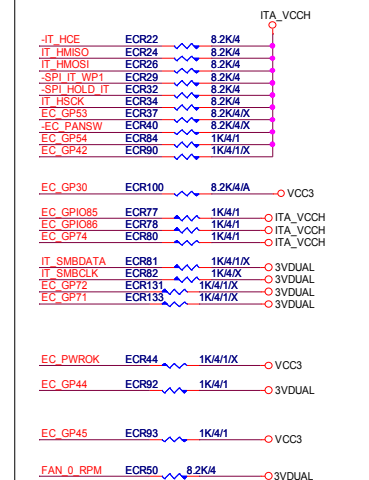 ITA_VCCH
-IT_HCE ECR22 8.2K/4
IT_HMISO ECR24 8.2K/4
IT_HMOSI ECR26 8.2K/4
-SPI_IT_WP1 ECR29 8.2K/4
-SPI_HOLD_IT ECR32 8.2K/4
IT_HSCK ECR34 8.2K/4
EC_GP53 ECR37 8.2K/4/X
-EC_PANSW ECR40 8.2K/4/X
EC_GP54 ECR84 1K/4/1
EC_GP42 ECR90 1K/4/1/X
EC_GP30 ECR100 8.2K/4/A VCC3
EC_GPIO85 ECR77 1K/4/1 ITA_VCCH
EC_GPIO86 ECR78 1K/4/1 ITA_VCCH
EC_GP74 ECR80 1K/4/1 ITA_VCCH
IT_SMBDATA ECR81 1K/4/1/X 3VDUAL
IT_SMBCLK ECR82 1K/4/X 3VDUAL
EC_GP72 ECR131 1K/4/1/X 3VDUAL
EC_GP71 ECR133 1K/4/1/X 3VDUAL
EC_PWROK ECR44 1K/4/1/X VCC3
EC_GP44 ECR92 1K/4/1 3VDUAL
EC_GP45 ECR93 1K/4/1 VCC3
FAN_0_RPM ECR50 8.2K/4 3VDUAL